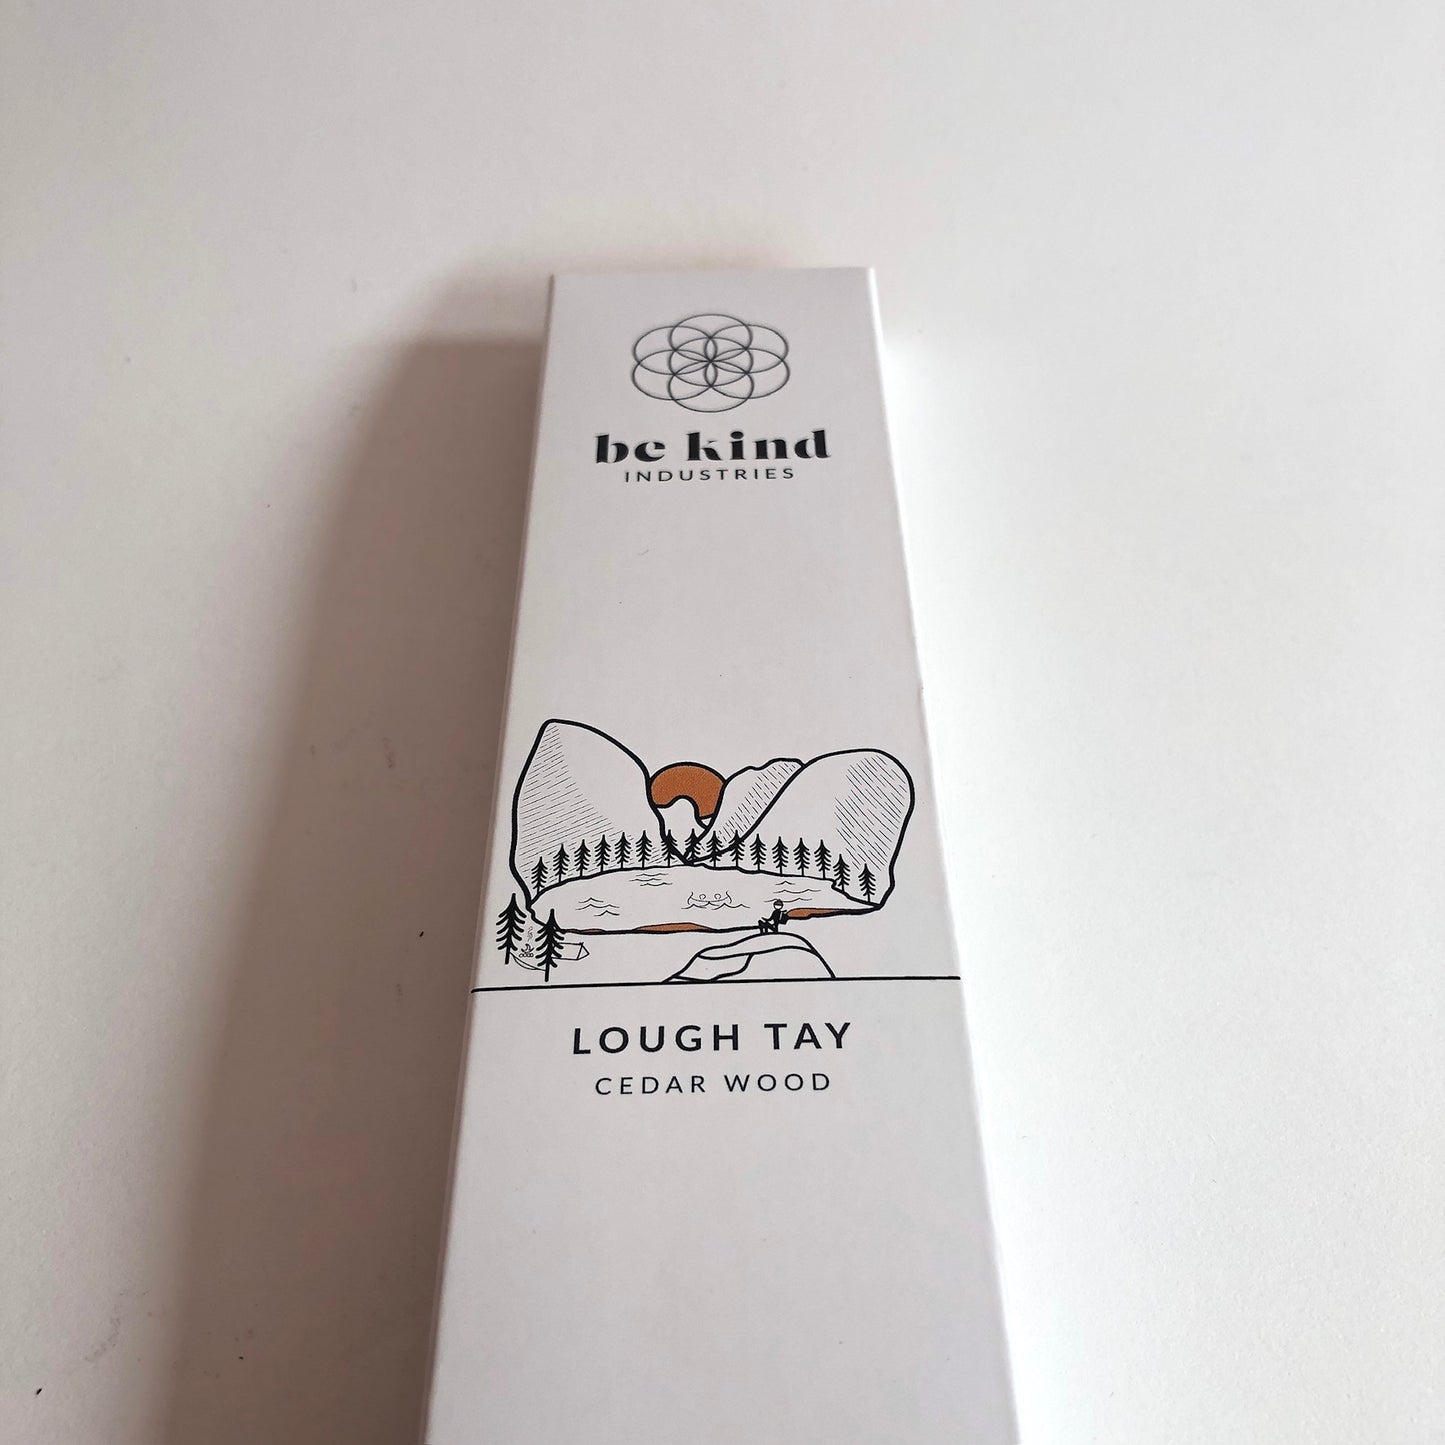 be kind
INDUSTRIES
LOUGH TAY
CEDAR WOOD